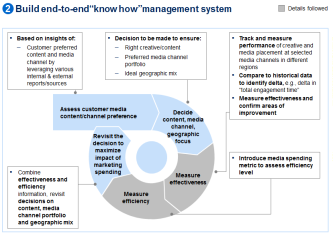 2 Build end-to-end "know how" management system
Details followed
• Based on insights of:
– Customer preferred
content and media
channel by
leveraging various
internal & external
reports/sources
• Decision to be made to ensure:
– Right creative/content
– Preferred media channel
portfolio
– Ideal geographic mix
• Track and measure
performance of creative and
media placement at selected
media channels in different
regions
• Compare to historical data
to identify delta, e.g., delta in
"total engagement time"
• Measure effectiveness and
confirm areas of
improvement
Assess customer media
content/channel preference
Decide
content, media
channel,
geographic
focus
Revisit the
decision to
maximize
impact of
marketing
spending
Measure
effectiveness
Measure
efficiency
• Introduce media spending
metric to assess efficiency
level
• Combine
effectiveness and
efficiency
information, revisit
decisions on
content, media
channel portfolio
and geographic mix